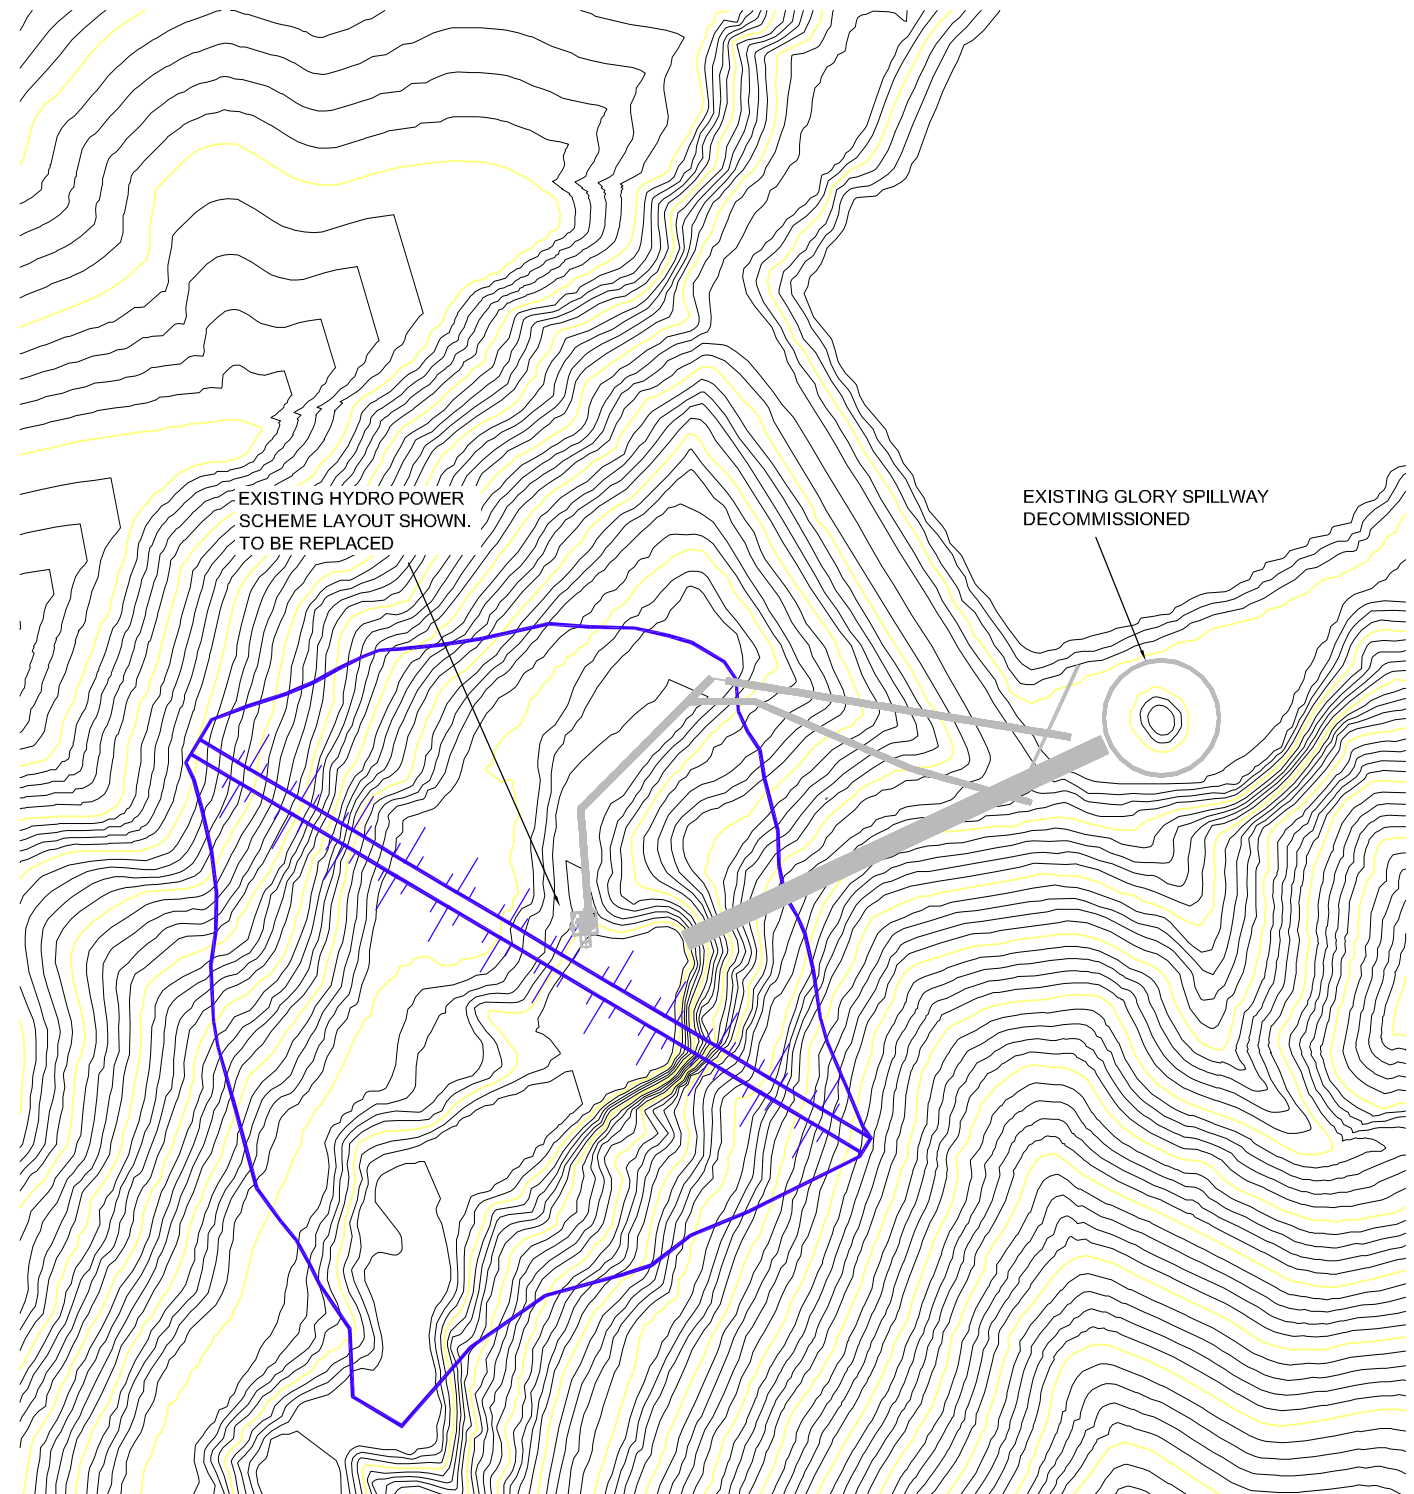 EXISTING HYDRO POWER
SCHEME LAYOUT SHOWN.
TO BE REPLACED
EXISTING GLORY SPILLWAY
DECOMMISSIONED